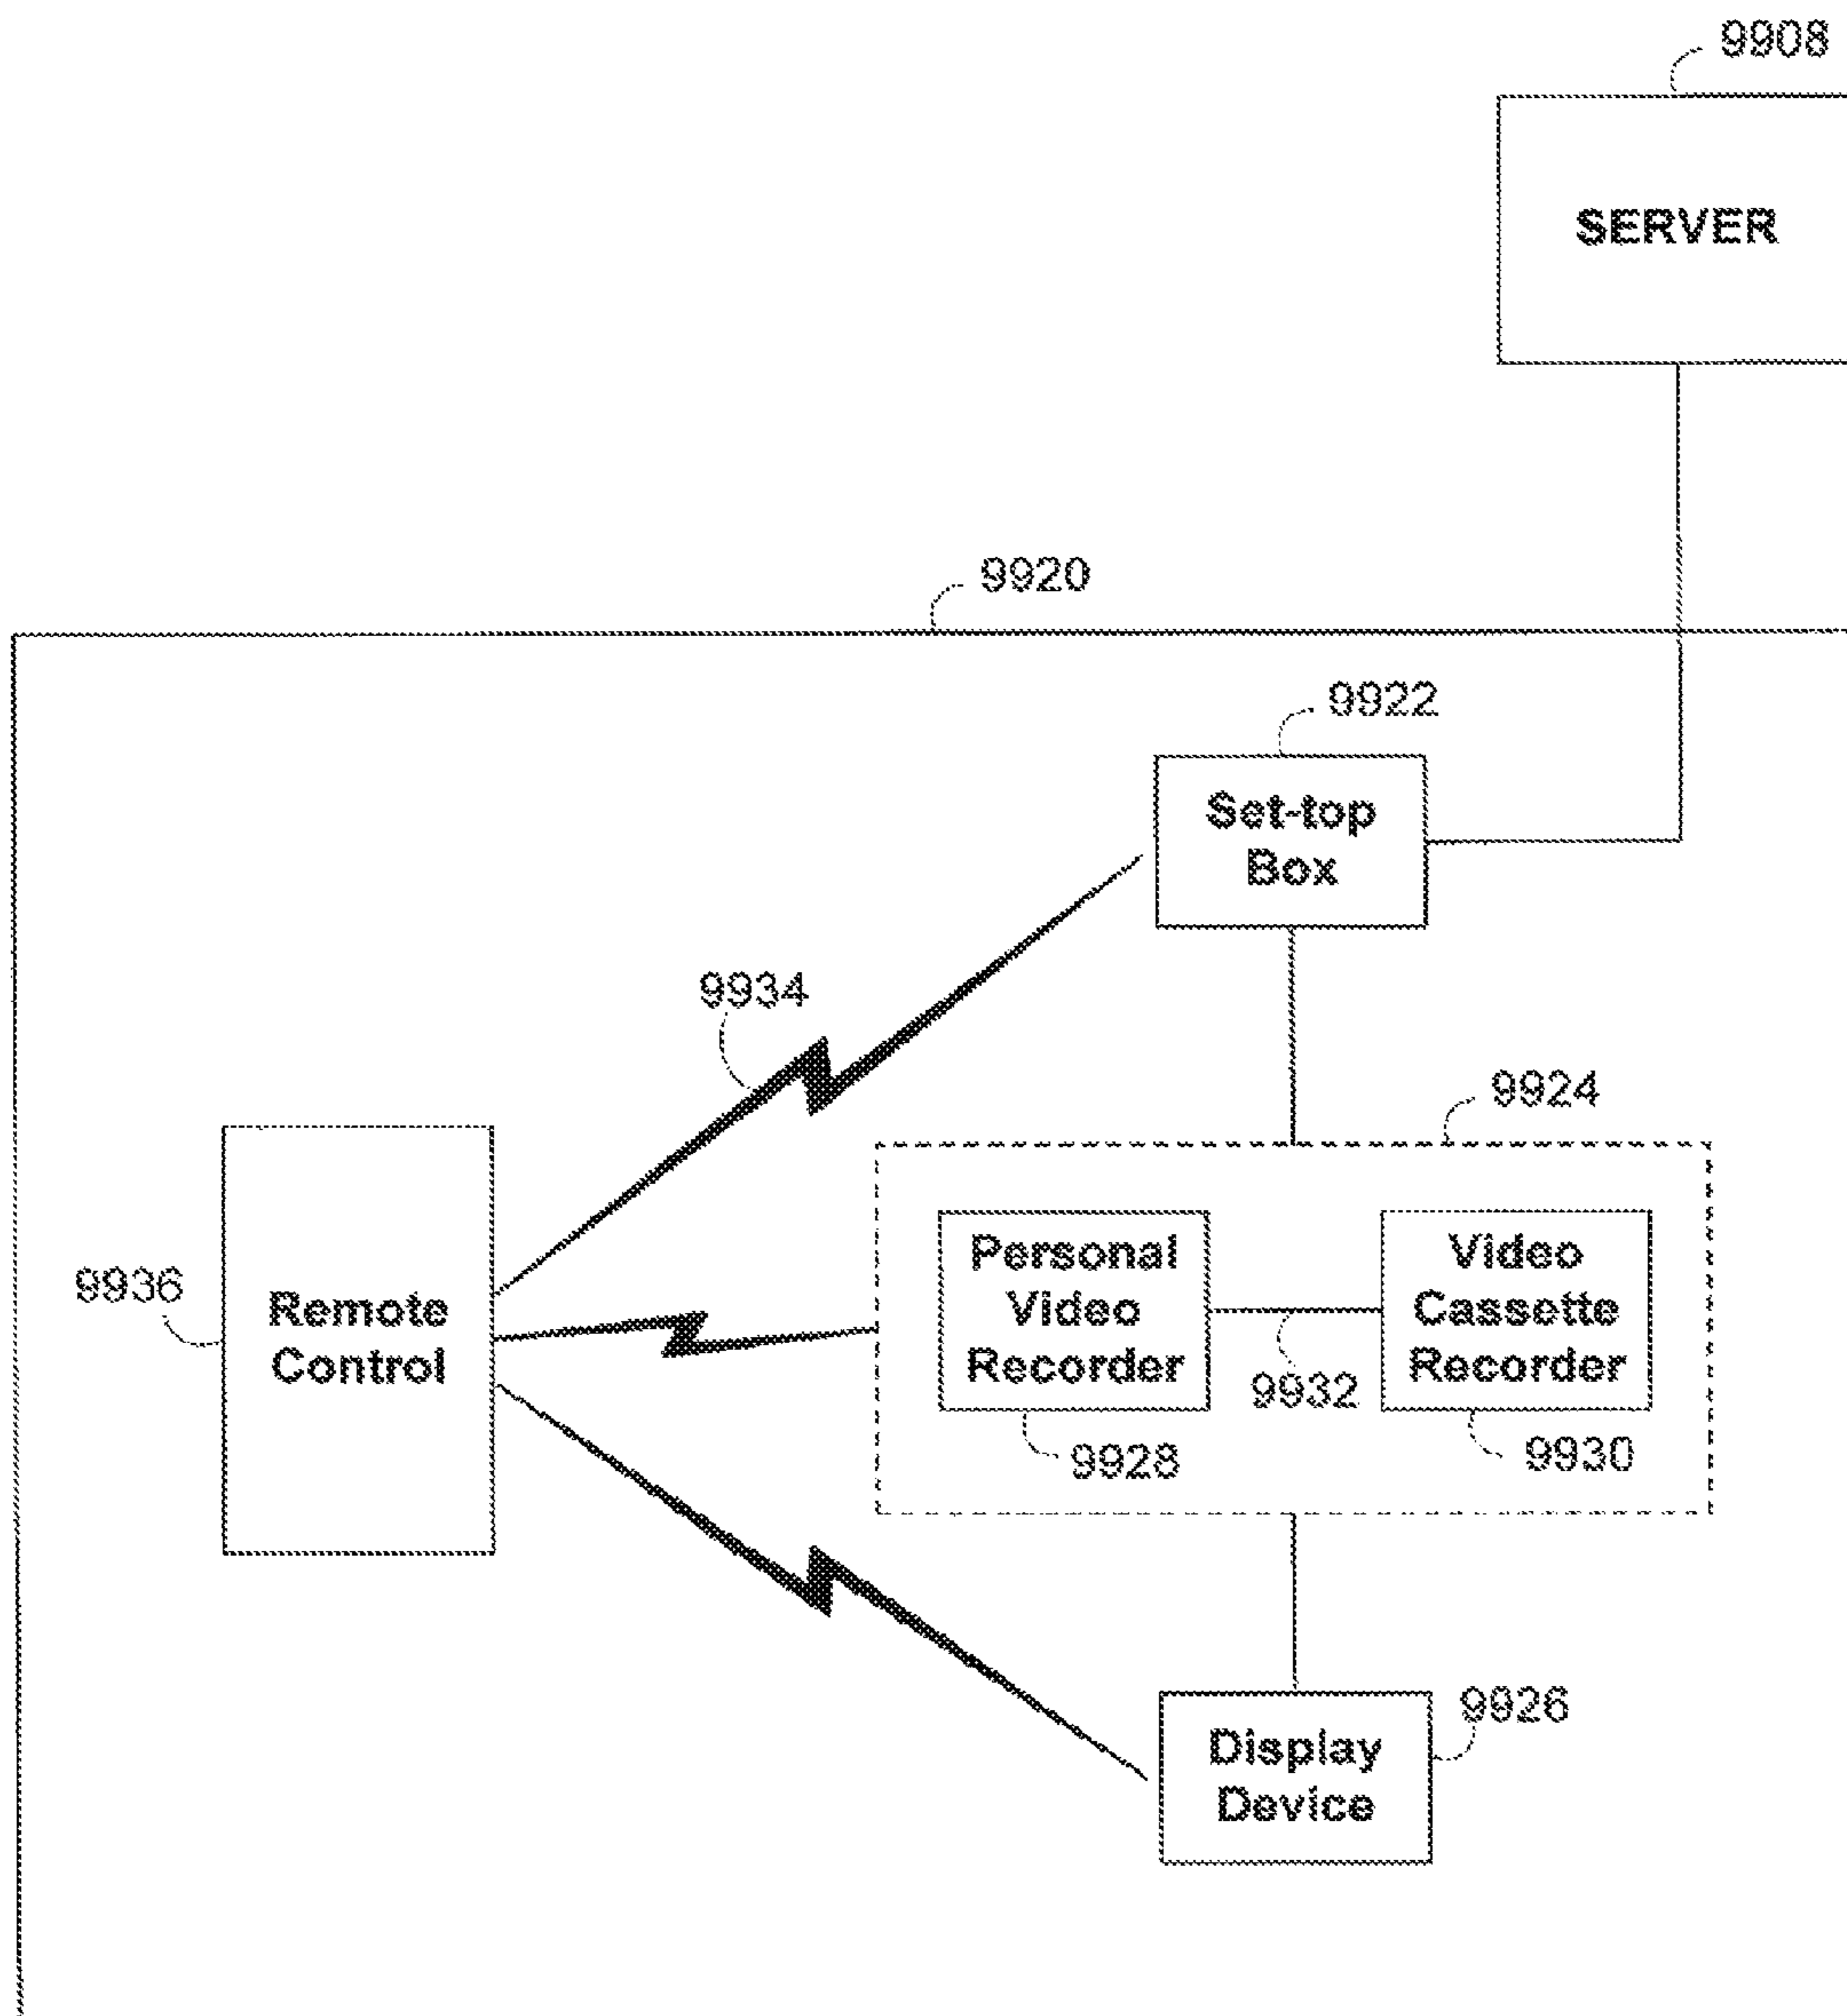 9908
SERVER
9920
9922
Set-top
Box
9934
9924
Personal
Video
Recorder
Video
Cassette
Recorder
9936
Remote
Control
9932
9928
9930
9926
Display
Device